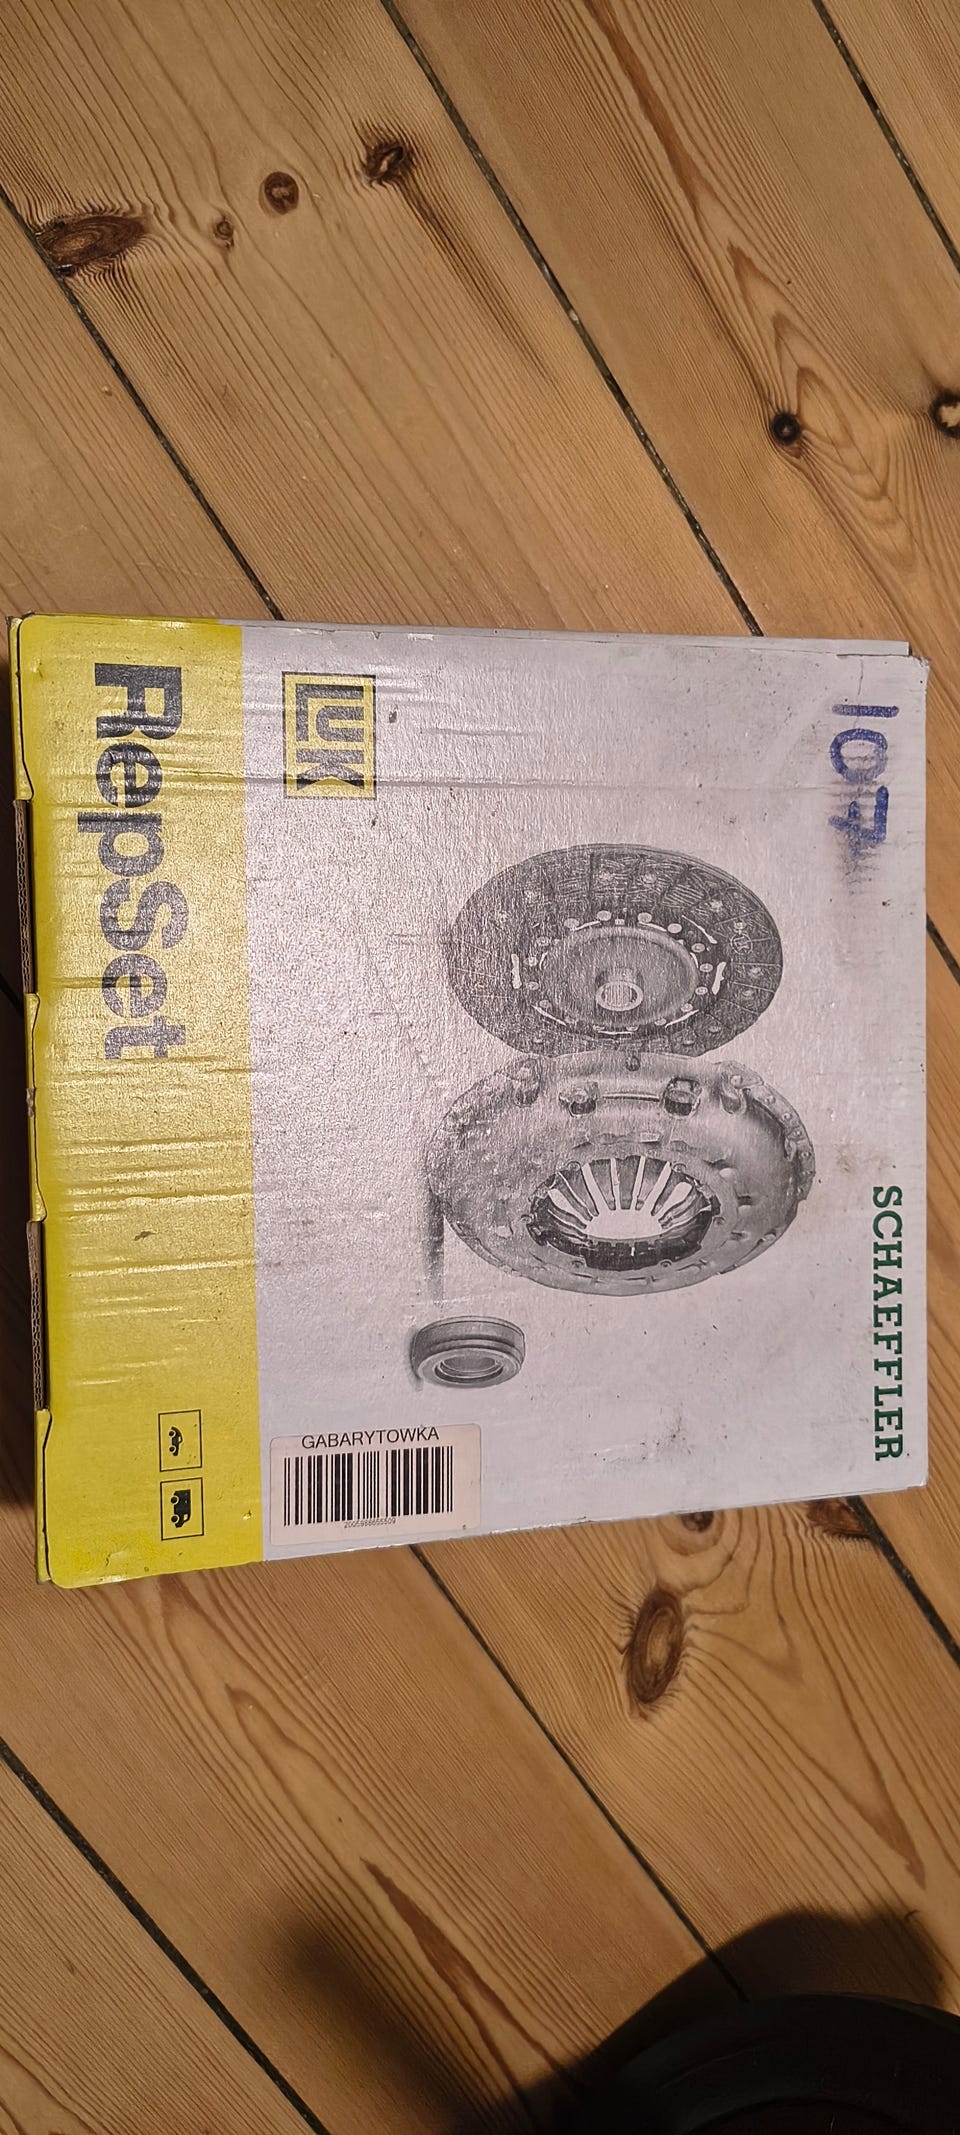 107
SCHAEFFLER
LUK
GABARYTOWKA
RepSet